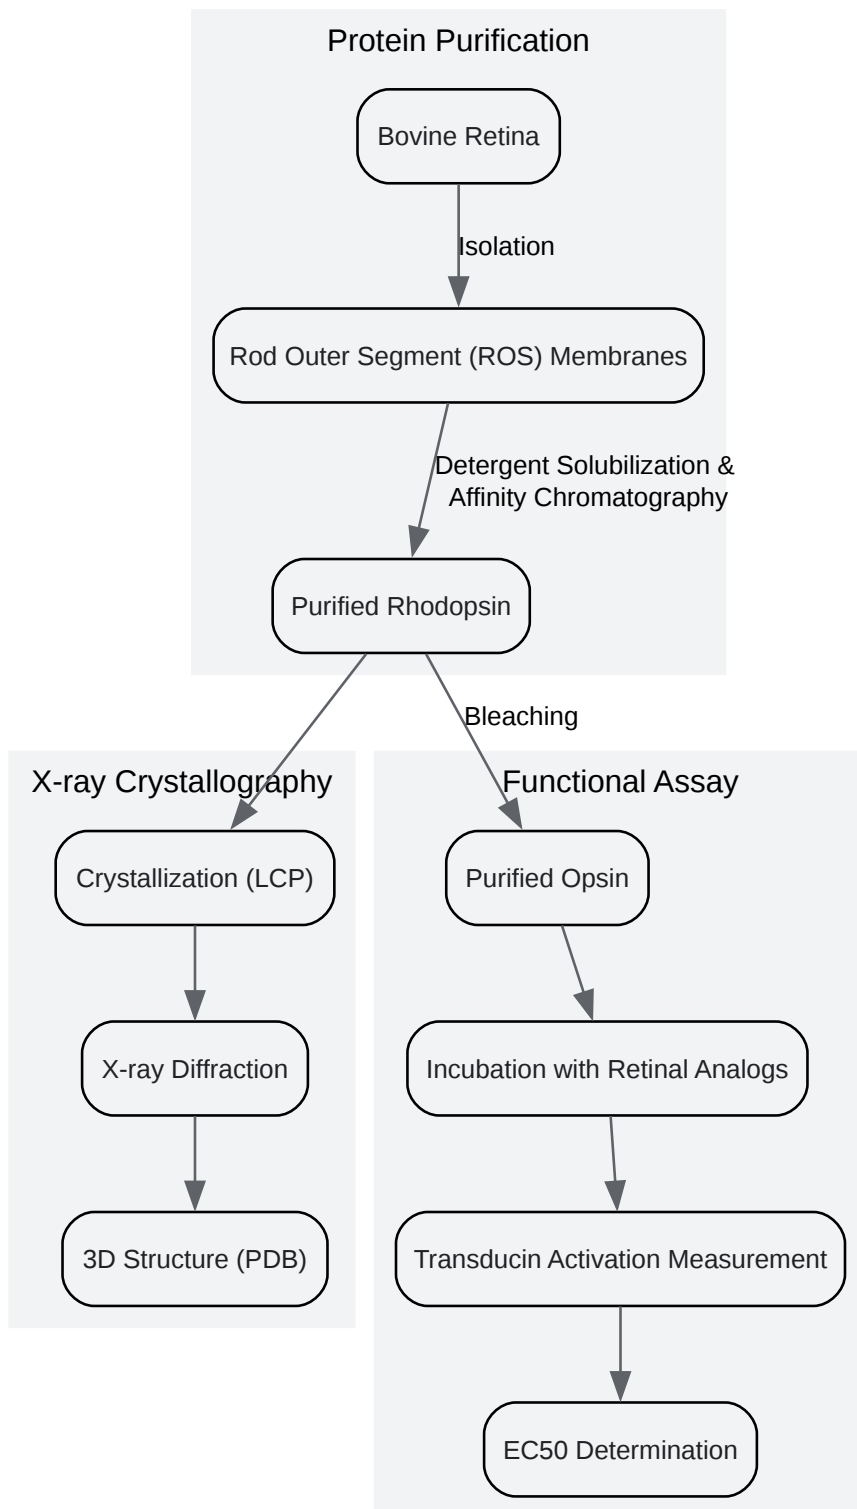 Protein Purification
Bovine Retina
Isolation
Rod Outer Segment (ROS) Membranes
Detergent Solubilization &
Affinity Chromatography
Purified Rhodopsin
Bleaching
X-ray Crystallography
Crystallization (LCP)
X-ray Diffraction
3D Structure (PDB)
Functional Assay
Purified Opsin
Incubation with Retinal Analogs
Transducin Activation Measurement
EC50 Determination